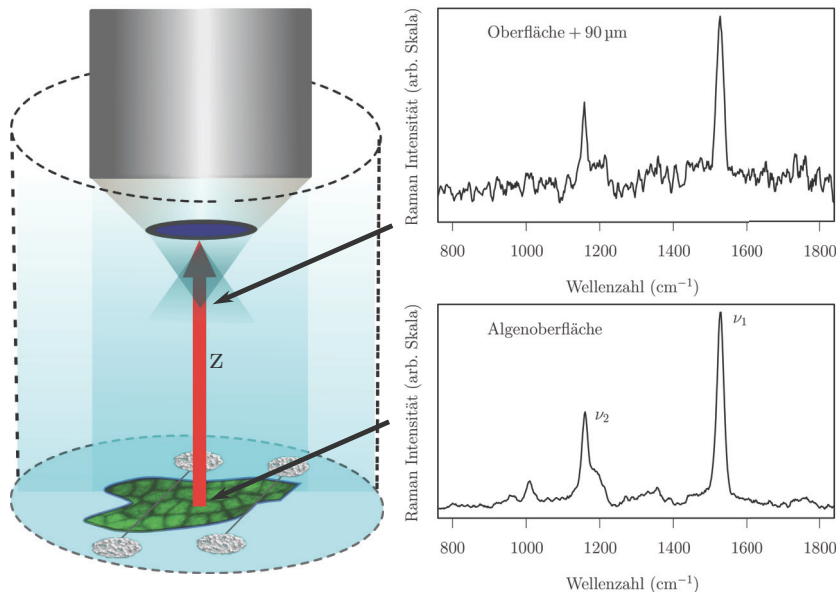 Z
Raman Intensität (arb. Skala)
Oberfläche + 90 µm
800 1000 1200 1400 1600 1800
Wellenzahl (cm⁻¹)
Raman Intensität (arb. Skala)
Algenoberfläche
ν₁
ν₂
800 1000 1200 1400 1600 1800
Wellenzahl (cm⁻¹)